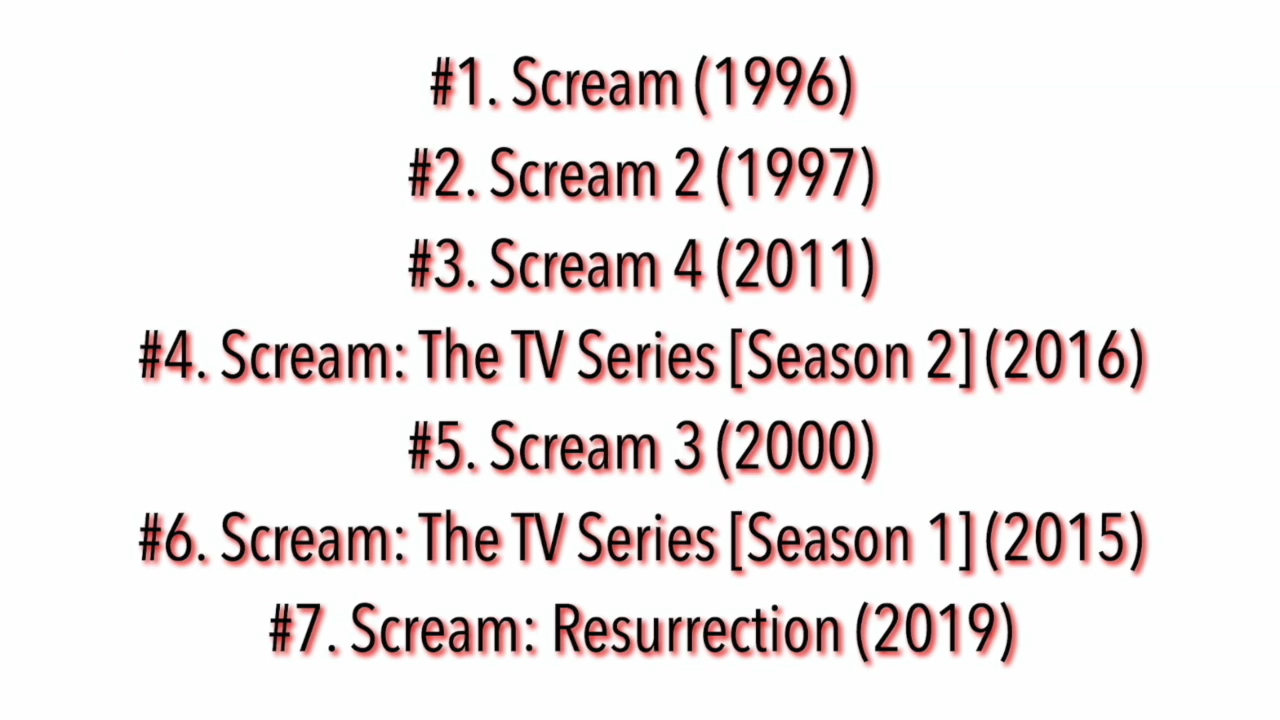 #1. Scream (1996)
#2. Scream 2 (1997)
#3. Scream 4 (2011)
#4. Scream: The TV Series [Season 2] (2016)
#5. Scream 3 (2000)
#6. Scream: The TV Series [Season 1] (2015)
#7. Scream: Resurrection (2019)